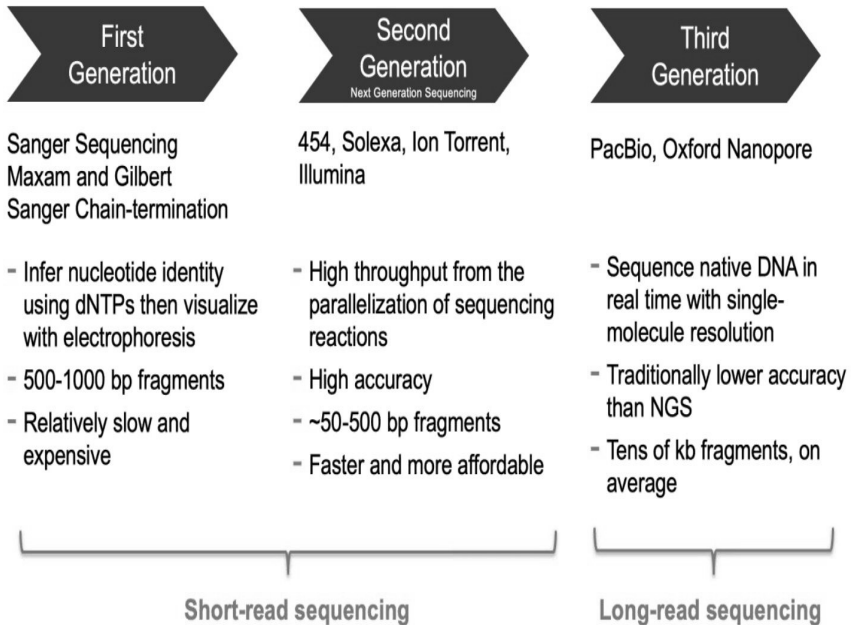 First
Generation
Second
Generation
Next Generation Sequencing
Third
Generation
Sanger Sequencing
Maxam and Gilbert
Sanger Chain-termination
- Infer nucleotide identity
using dNTPs then visualize
with electrophoresis
- 500-1000 bp fragments
- Relatively slow and
expensive
454, Solexa, Ion Torrent,
Illumina
- High throughput from the
parallelization of sequencing
reactions
- High accuracy
- ~50-500 bp fragments
- Faster and more affordable
PacBio, Oxford Nanopore
- Sequence native DNA in
real time with single-
molecule resolution
- Traditionally lower accuracy
than NGS
- Tens of kb fragments, on
average
Short-read sequencing
Long-read sequencing